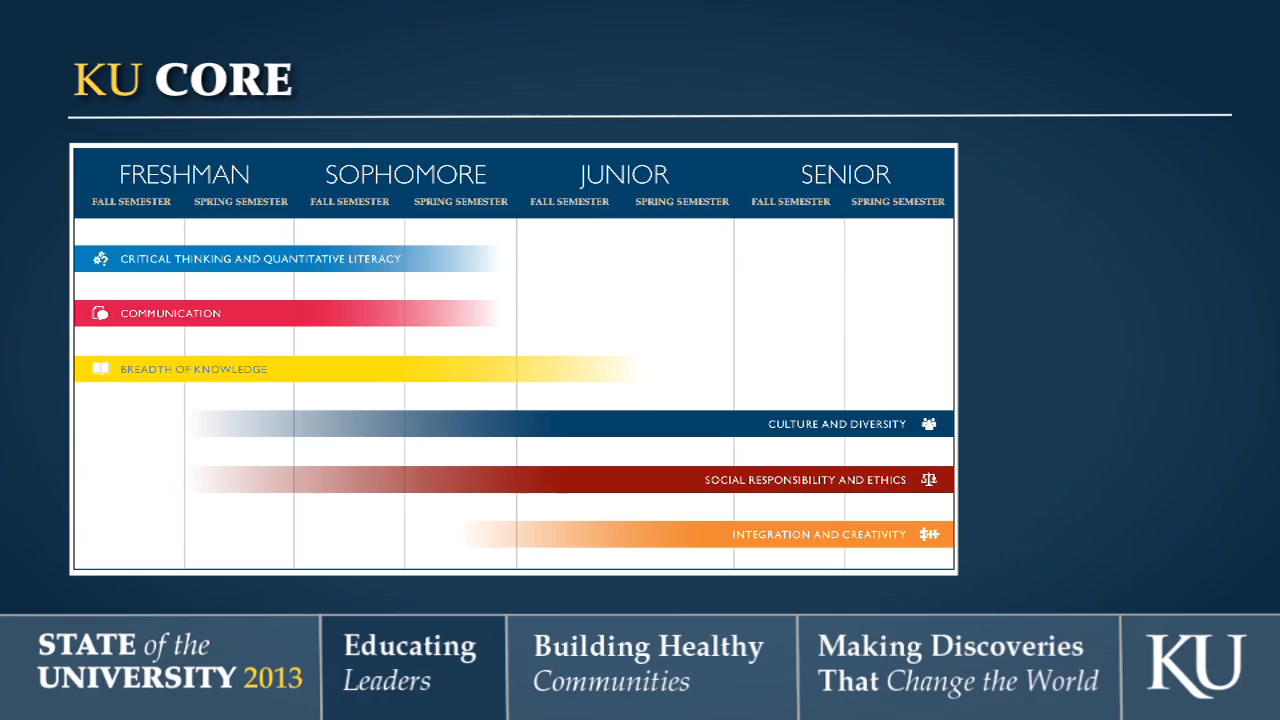 KU CORE
FRESHMAN SOPHOMORE JUNIOR SENIOR
FALL SEMESTER SPRING SEMESTER FALL SEMESTER SPRING SEMESTER FALL SEMESTER SPRING SEMESTER FALL SEMESTER SPRING SEMESTER
CRITICAL THINKING AND QUANTITATIVE LITERACY
COMMUNICATION
BREADTH OF KNOWLEDGE
CULTURE AND DIVERSITY
SOCIAL RESPONSIBILITY AND ETHICS
INTEGRATION AND CREATIVITY
STATE of the
UNIVERSITY 2013
Educating
Leaders
Building Healthy
Communities
Making Discoveries
That Change the World
KU